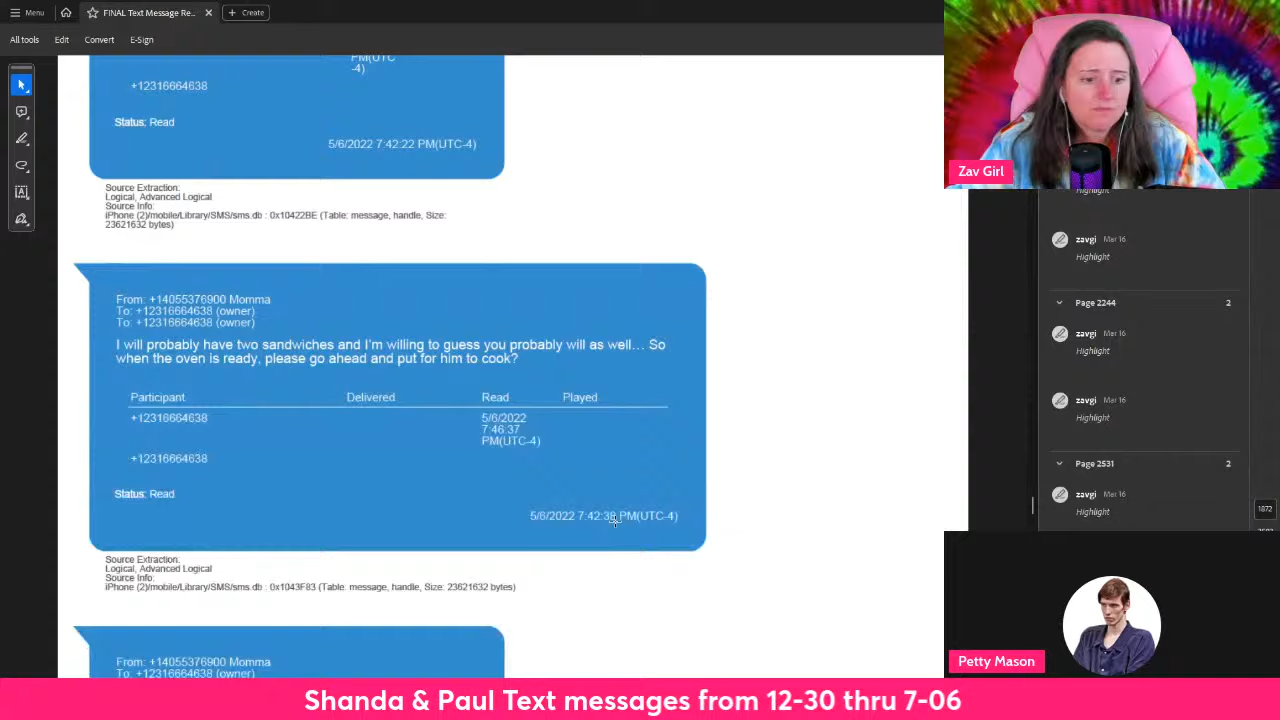 Menu
FINAL Text Message Re...
Create
All tools
Edit
Convert
E-Sign
PM(UTC
-4)
+12316664638
Status: Read
5/6/2022 7:42:22 PM(UTC-4)
Source Extraction:
Logical, Advanced Logical
Source Info:
iPhone (2)/mobile/Library/SMS/sms.db : 0x10422BE (Table: message, handle, Size:
23621632 bytes)
From: +14055376900 Momma
To: +12316664638 (owner)
To: +12316664638 (owner)
I will probably have two sandwiches and I'm willing to guess you probably will as well... So
when the oven is ready, please go ahead and put for him to cook?
Participant Delivered Read Played
+12316664638 5/6/2022
7:46:37
PM(UTC-4)
+12316664638
Status: Read
5/6/2022 7:42:38 PM(UTC-4)
Source Extraction:
Logical, Advanced Logical
Source Info:
iPhone (2)/mobile/Library/SMS/sms.db : 0x1043F83 (Table: message, handle, Size: 23621632 bytes)
From: +14055376900 Momma
To: +12316664638 (owner)
Zav Girl
Highlight
zavgi Mar 16
Highlight
Page 2244 2
zavgi Mar 16
Highlight
zavgi Mar 16
Highlight
Page 2531 2
zavgi Mar 16
Highlight
1872
Petty Mason
Shanda & Paul Text messages from 12-30 thru 7-06